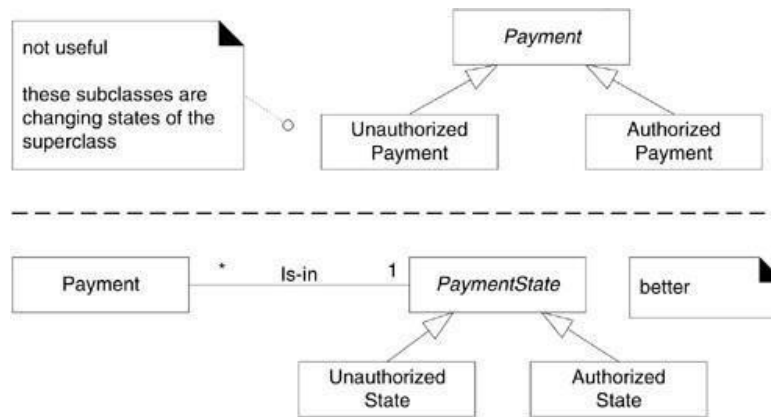 not useful
these subclasses are
changing states of the
superclass
Payment
Unauthorized
Payment
Authorized
Payment
Payment
*
Is-in
1
PaymentState
better
Unauthorized
State
Authorized
State